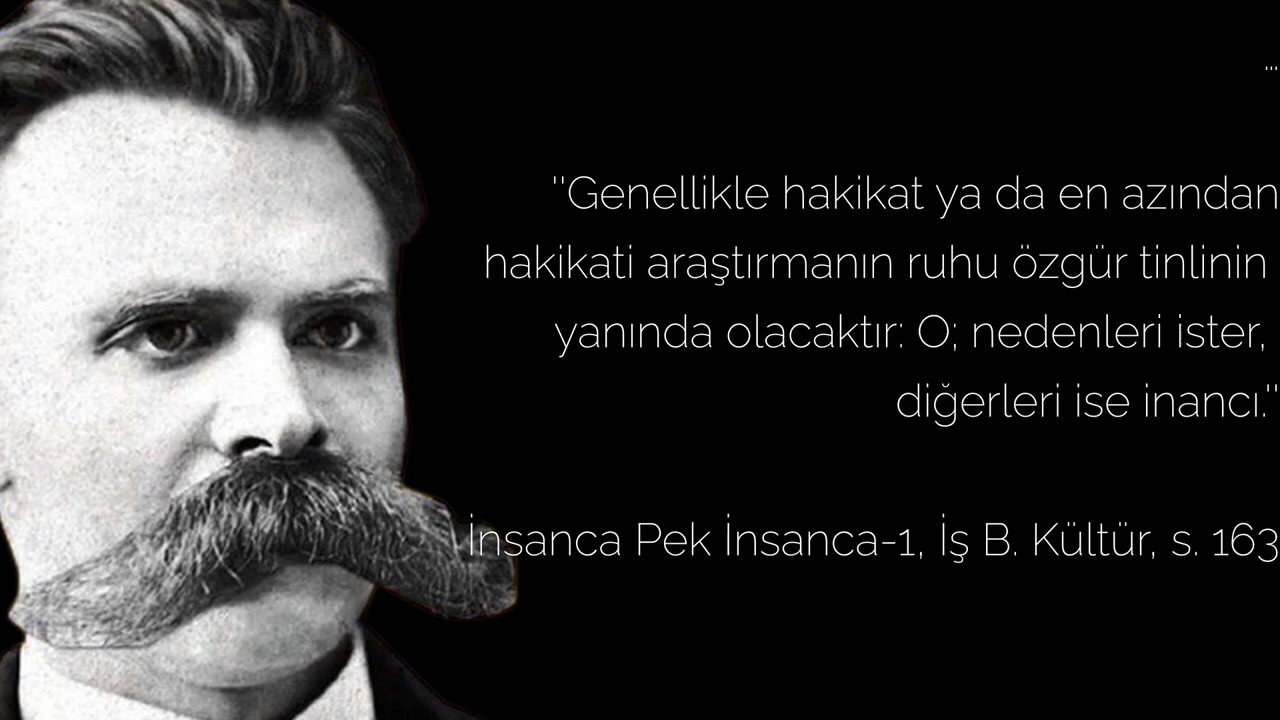 ...
"Genellikle hakikat ya da en azından
hakikati araştırmanın ruhu özgür tinlinin
yanında olacaktır: O; nedenleri ister,
diğerleri ise inancı."
İnsanca Pek İnsanca-1, İş B. Kültür, s. 163